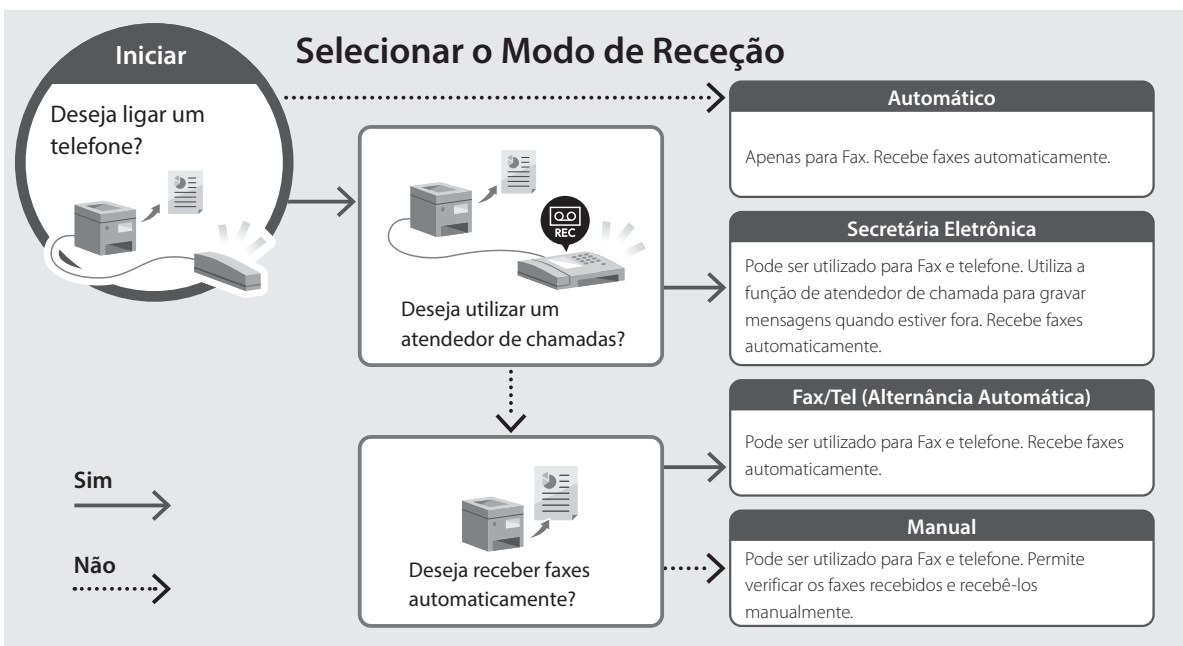 Iniciar
Selecionar o Modo de Receção
Deseja ligar um
telefone?
REC
Deseja utilizar um
atendedor de chamadas?
Deseja receber faxes
automaticamente?
Automático
Apenas para Fax. Recebe faxes automaticamente.
Secretária Eletrônica
Pode ser utilizado para Fax e telefone. Utiliza a
função de atendedor de chamada para gravar
mensagens quando estiver fora. Recebe faxes
automaticamente.
Fax/Tel (Alternância Automática)
Pode ser utilizado para Fax e telefone. Recebe faxes
automaticamente.
Manual
Pode ser utilizado para Fax e telefone. Permite
verificar os faxes recebidos e recebê-los
manualmente.
Sim
Não